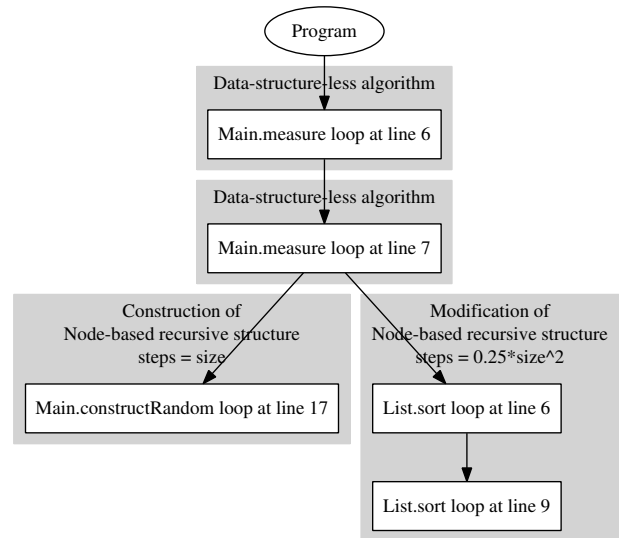 Program
Data-structure-less algorithm
Main.measure loop at line 6
Data-structure-less algorithm
Main.measure loop at line 7
Construction of
Node-based recursive structure
steps = size
Main.constructRandom loop at line 17
Modification of
Node-based recursive structure
steps = 0.25*size^2
List.sort loop at line 6
List.sort loop at line 9